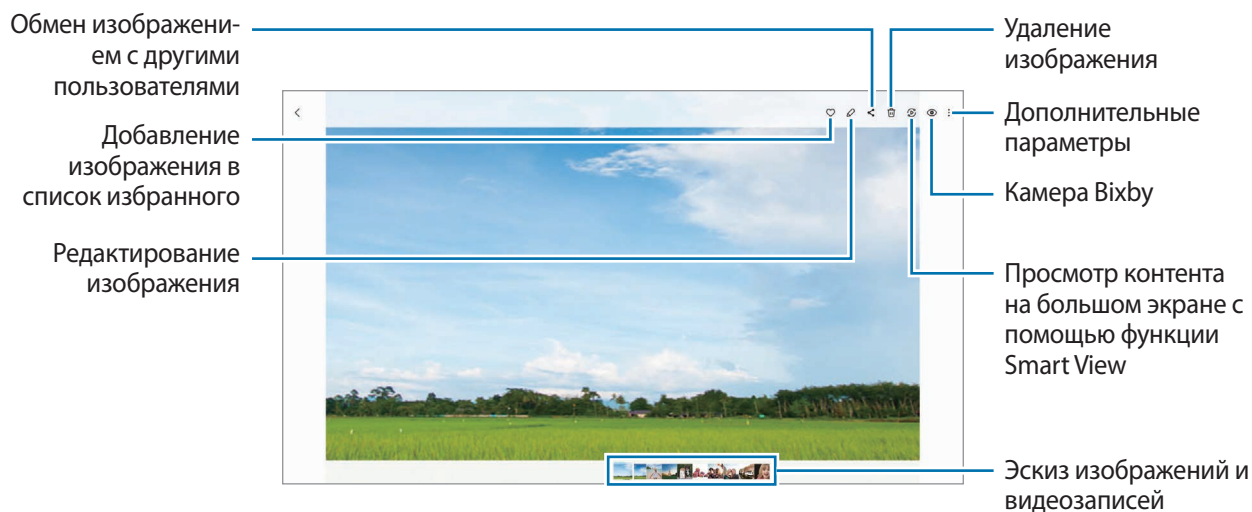 Обмен изображени-
ем с другими
пользователями
Добавление
изображения в
список избранного
Редактирование
изображения
Удаление
изображения
Дополнительные
параметры
Камера Bixby
Просмотр контента
на большом экране с
помощью функции
Smart View
Эскиз изображений и
видеозаписей